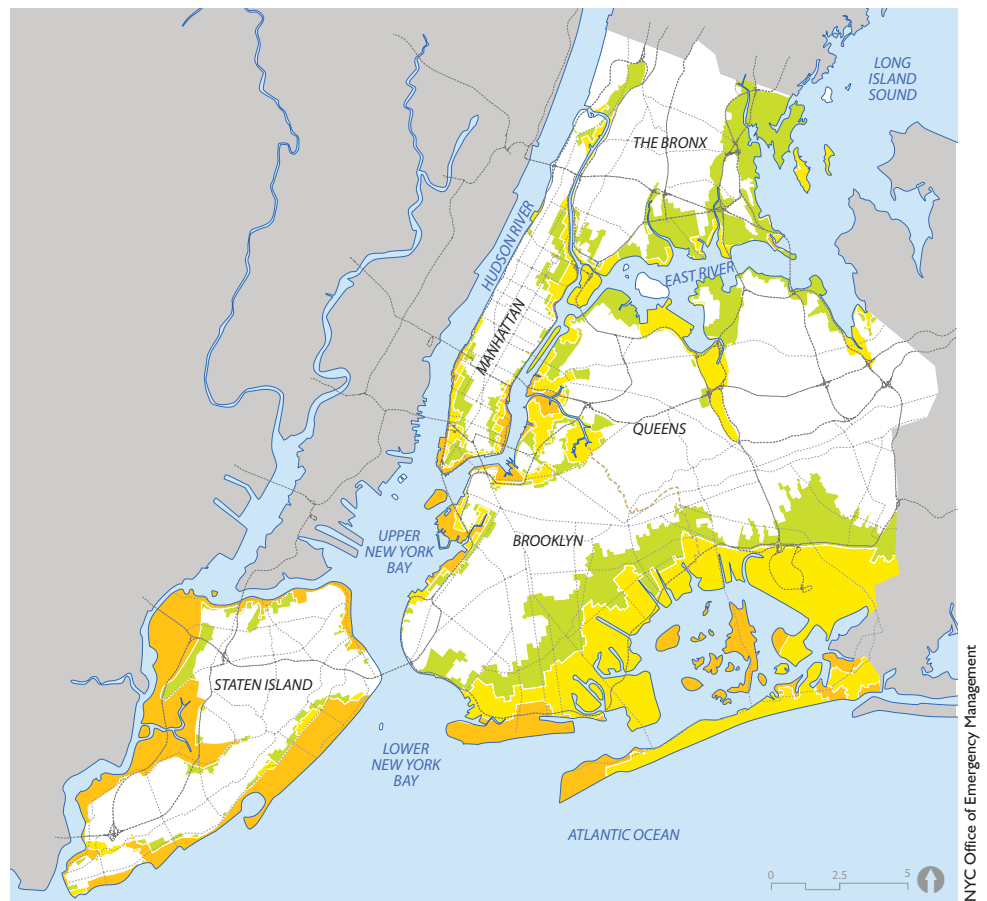 LONG
ISLAND
SOUND
THE BRONX
HUDSON RIVER
EAST RIVER
MANHATTAN
QUEENS
UPPER
NEW YORK
BAY
BROOKLYN
STATEN ISLAND
LOWER
NEW YORK
BAY
ATLANTIC OCEAN
0 2.5 5
NYC Office of Emergency Management